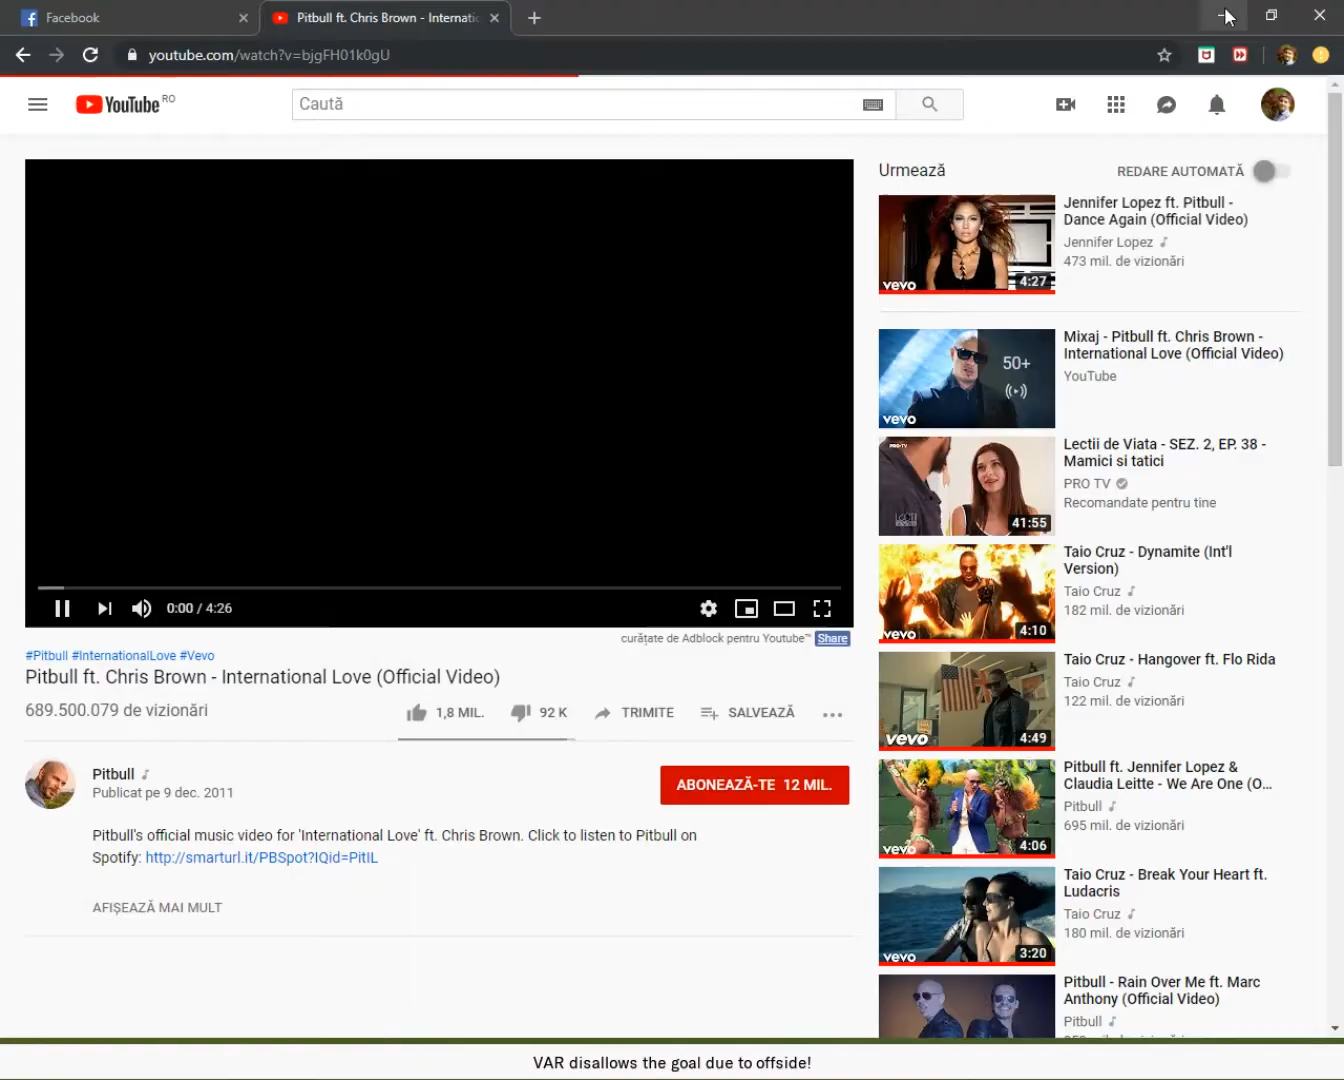 Facebook
Pitbull ft. Chris Brown - Internatio
youtube.com/watch?v=bjgFH01k0gU
YouTube RO
Caută
Urmează
REDARE AUTOMATĂ
Jennifer Lopez ft. Pitbull -
Dance Again (Official Video)
Jennifer Lopez
473 mil. de vizionări
vevo
4:27
Mixaj - Pitbull ft. Chris Brown -
International Love (Official Video)
YouTube
50+
vevo
Lectii de Viata - SEZ. 2, EP. 38 -
Mamici si tatici
PRO TV
Recomandate pentru tine
PRO•TV
41:55
Taio Cruz - Dynamite (Int'l
Version)
Taio Cruz
182 mil. de vizionări
vevo
4:10
Taio Cruz - Hangover ft. Flo Rida
Taio Cruz
122 mil. de vizionări
vevo
4:49
Pitbull ft. Jennifer Lopez &
Claudia Leitte - We Are One (O...
Pitbull
695 mil. de vizionări
vevo
4:06
Taio Cruz - Break Your Heart ft.
Ludacris
Taio Cruz
180 mil. de vizionări
vevo
3:20
Pitbull - Rain Over Me ft. Marc
Anthony (Official Video)
Pitbull
0:00 / 4:26
curățate de Adblock pentru Youtube™ Share
#Pitbull #InternationalLove #Vevo
Pitbull ft. Chris Brown - International Love (Official Video)
689.500.079 de vizionări
1,8 MIL.
92 K
TRIMITE
SALVEAZĂ
Pitbull
Publicat pe 9 dec. 2011
ABONEAZĂ-TE 12 MIL.
Pitbull's official music video for 'International Love' ft. Chris Brown. Click to listen to Pitbull on
Spotify: http://smarturl.it/PBSpot?IQid=PitIL
AFIȘEAZĂ MAI MULT
VAR disallows the goal due to offside!